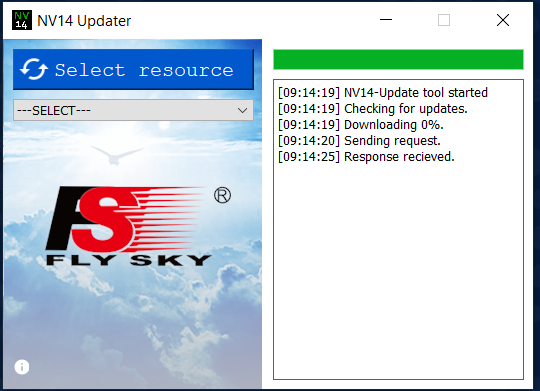 NV
14
NV14 Updater
Select resource
---SELECT---
FS
®
FLY SKY
i
[09:14:19] NV14-Update tool started
[09:14:19] Checking for updates.
[09:14:19] Downloading 0%.
[09:14:20] Sending request.
[09:14:25] Response recieved.